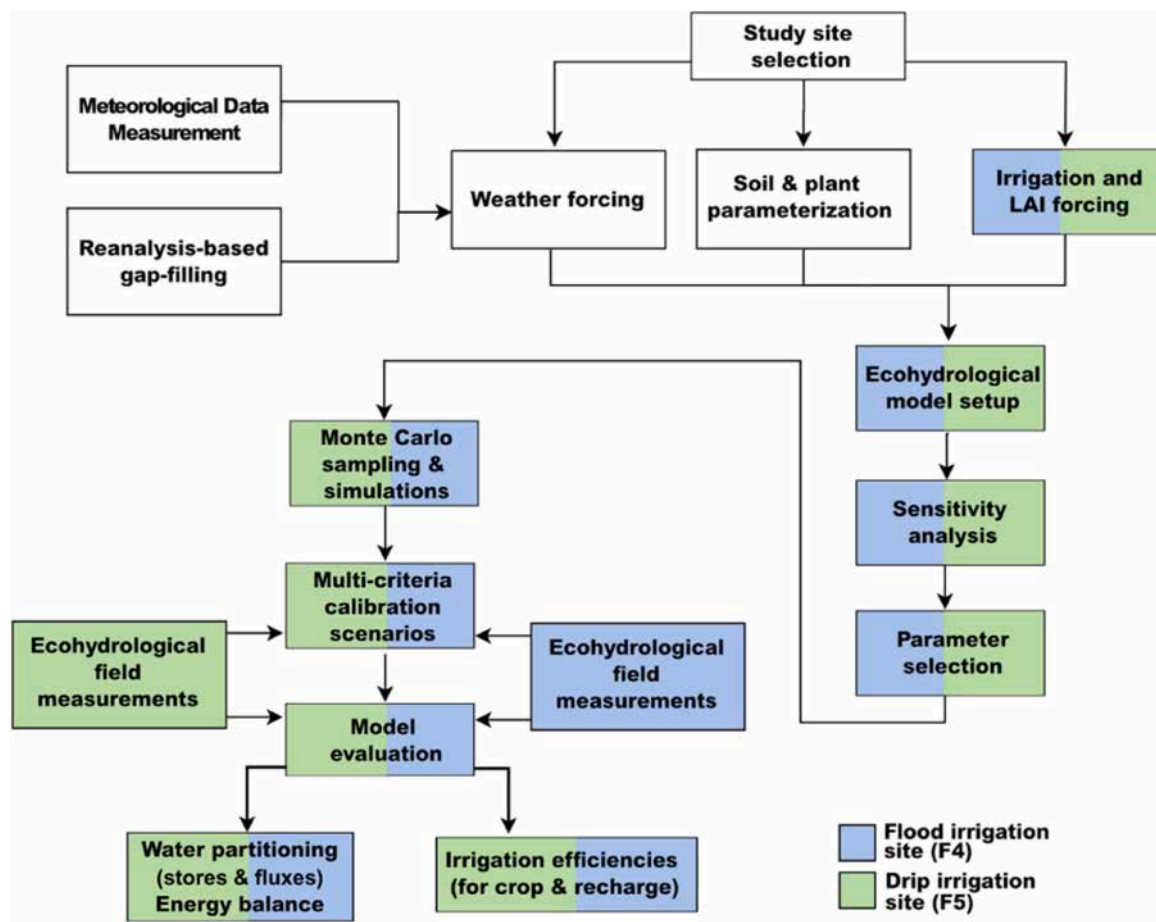 Study site
selection
Meteorological Data
Measurement
Reanalysis-based
gap-filling
Weather forcing
Soil & plant
parameterization
Irrigation and
LAI forcing
Ecohydrological
model setup
Sensitivity
analysis
Parameter
selection
Monte Carlo
sampling &
simulations
Multi-criteria
calibration
scenarios
Ecohydrological
field
measurements
Ecohydrological
field
measurements
Model
evaluation
Water partitioning
(stores & fluxes)
Energy balance
Irrigation efficiencies
(for crop & recharge)
Flood irrigation
site (F4)
Drip irrigation
site (F5)